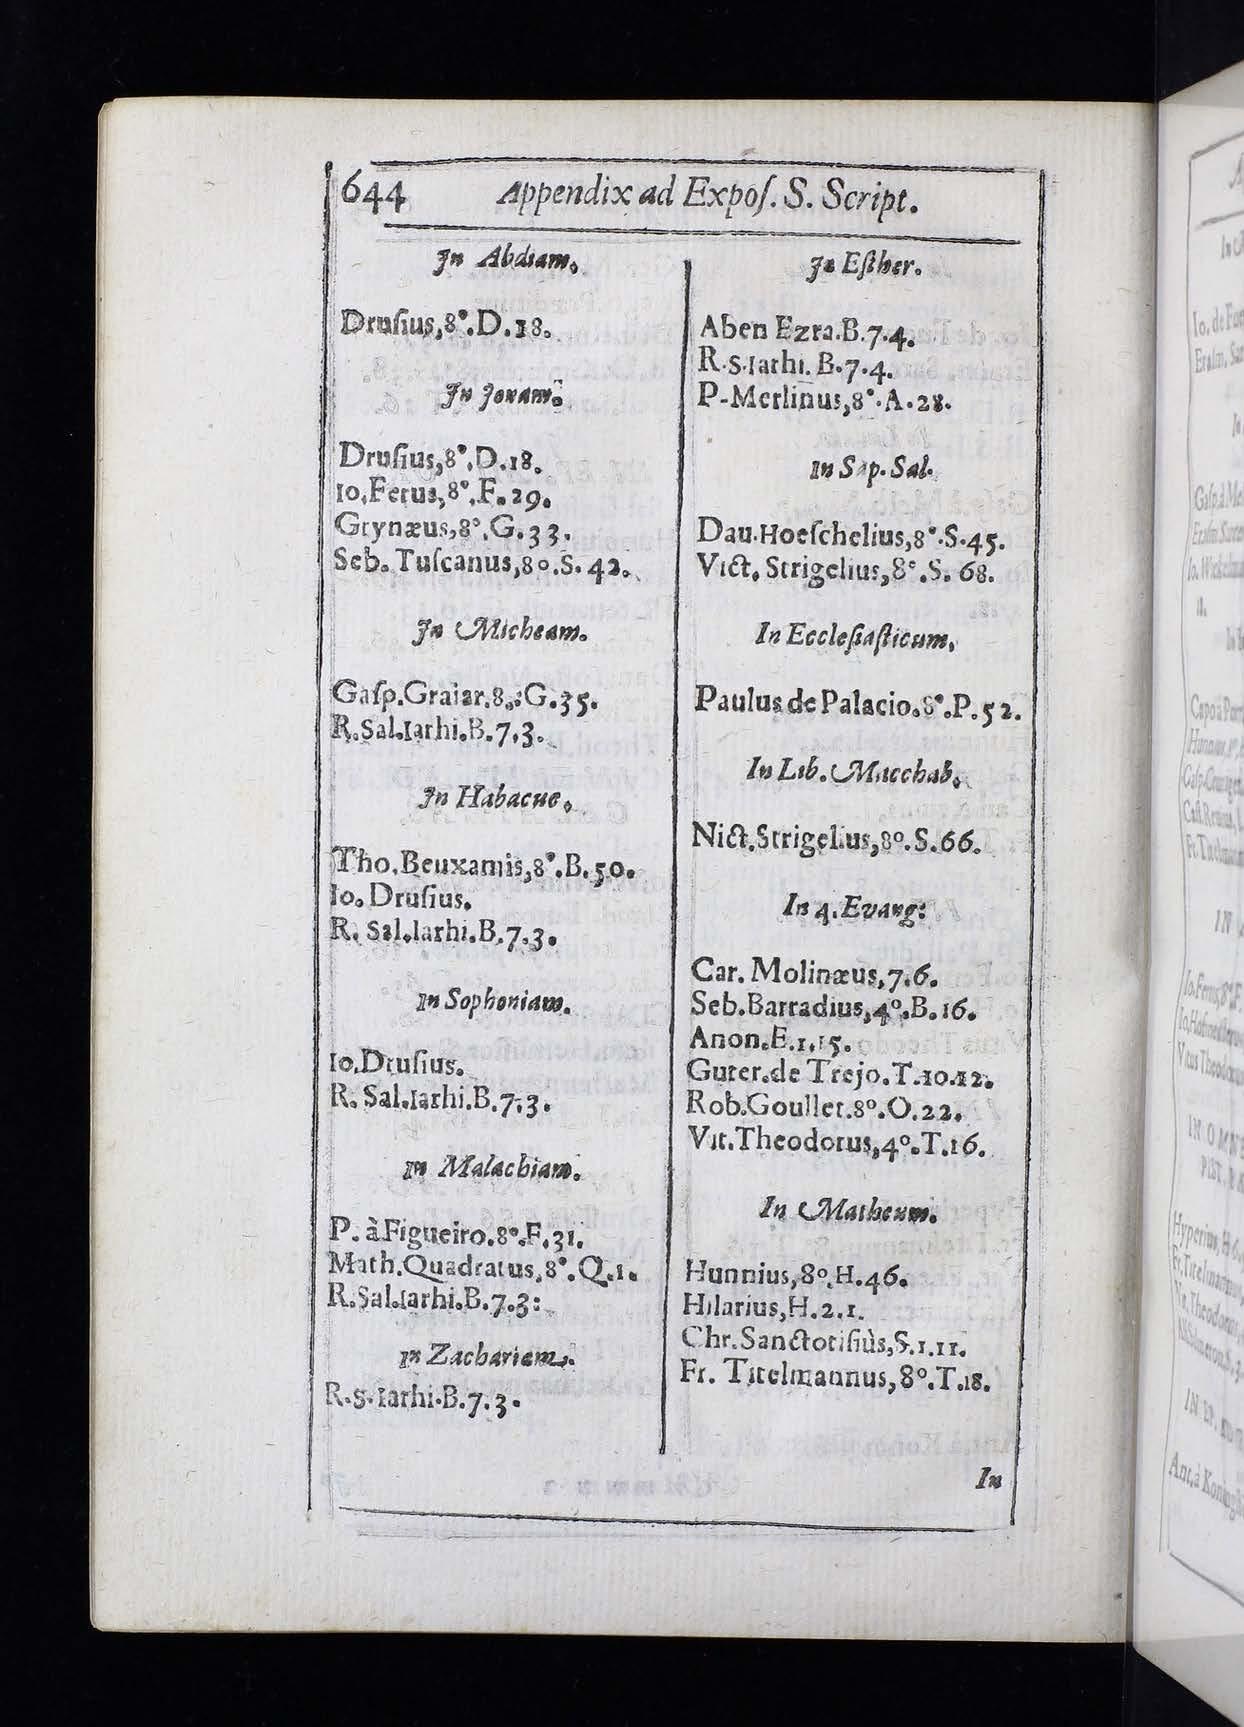 644 Appendix ad Expoſ. S. Script.
In Abdiam.
Druſius,8°.D.18.
In Jonam.
Druſius,8°.D.18.
Io.Ferus,8°.F.29.
Grynæus,8°.G.33.
Seb.Tuſcanus,8o.S.42.
In Micheam.
Gaſp.Graiar.8.:G.35.
R.Sal.Iarhi.B.7.3.
In Habacuc.
Tho.Beuxamis,8°.B.50.
Io.Druſius.
R. Sal.Iarhi.B.7.3.
In Sophoniam.
Io.Druſius.
R. Sal.Iarhi.B.7.3.
In Malachiam.
P. à Figueiro.8°.F.31.
Math.Quadratus,8°.Q.1.
R.Sal.Iarhi.B.7.3:
In Zachariam.
R.S.Iarhi.B.7.3.
In Eſther.
Aben Ezra.B.7.4.
R.S.Iarhi. B.7.4.
P-Merlinus,8°.A.28.
In Sap. Sal.
Dau.Hoeſchelius,8°.S.45.
Vict. Strigelius,8°.S.68.
In Eccleſiaſticum.
Paulus de Palacio.8°.P.52.
In Lib. Macchab.
Nict.Strigelius,8°.S.66.
In 4. Evang:
Car. Molinæus,7.6.
Seb.Barradius,4°.B.16.
Anon.E.1.15.
Guter.de Trejo.T.10.12.
Rob.Goullet.8°.O.22.
Vit.Theodorus,4°.T.16.
In Matheum.
Hunnius,8°.H.46.
Hilarius,H.2.1.
Chr.Sanctotiſiùs,S.1.11.
Fr. Titelmannus,8°.T.18.
In